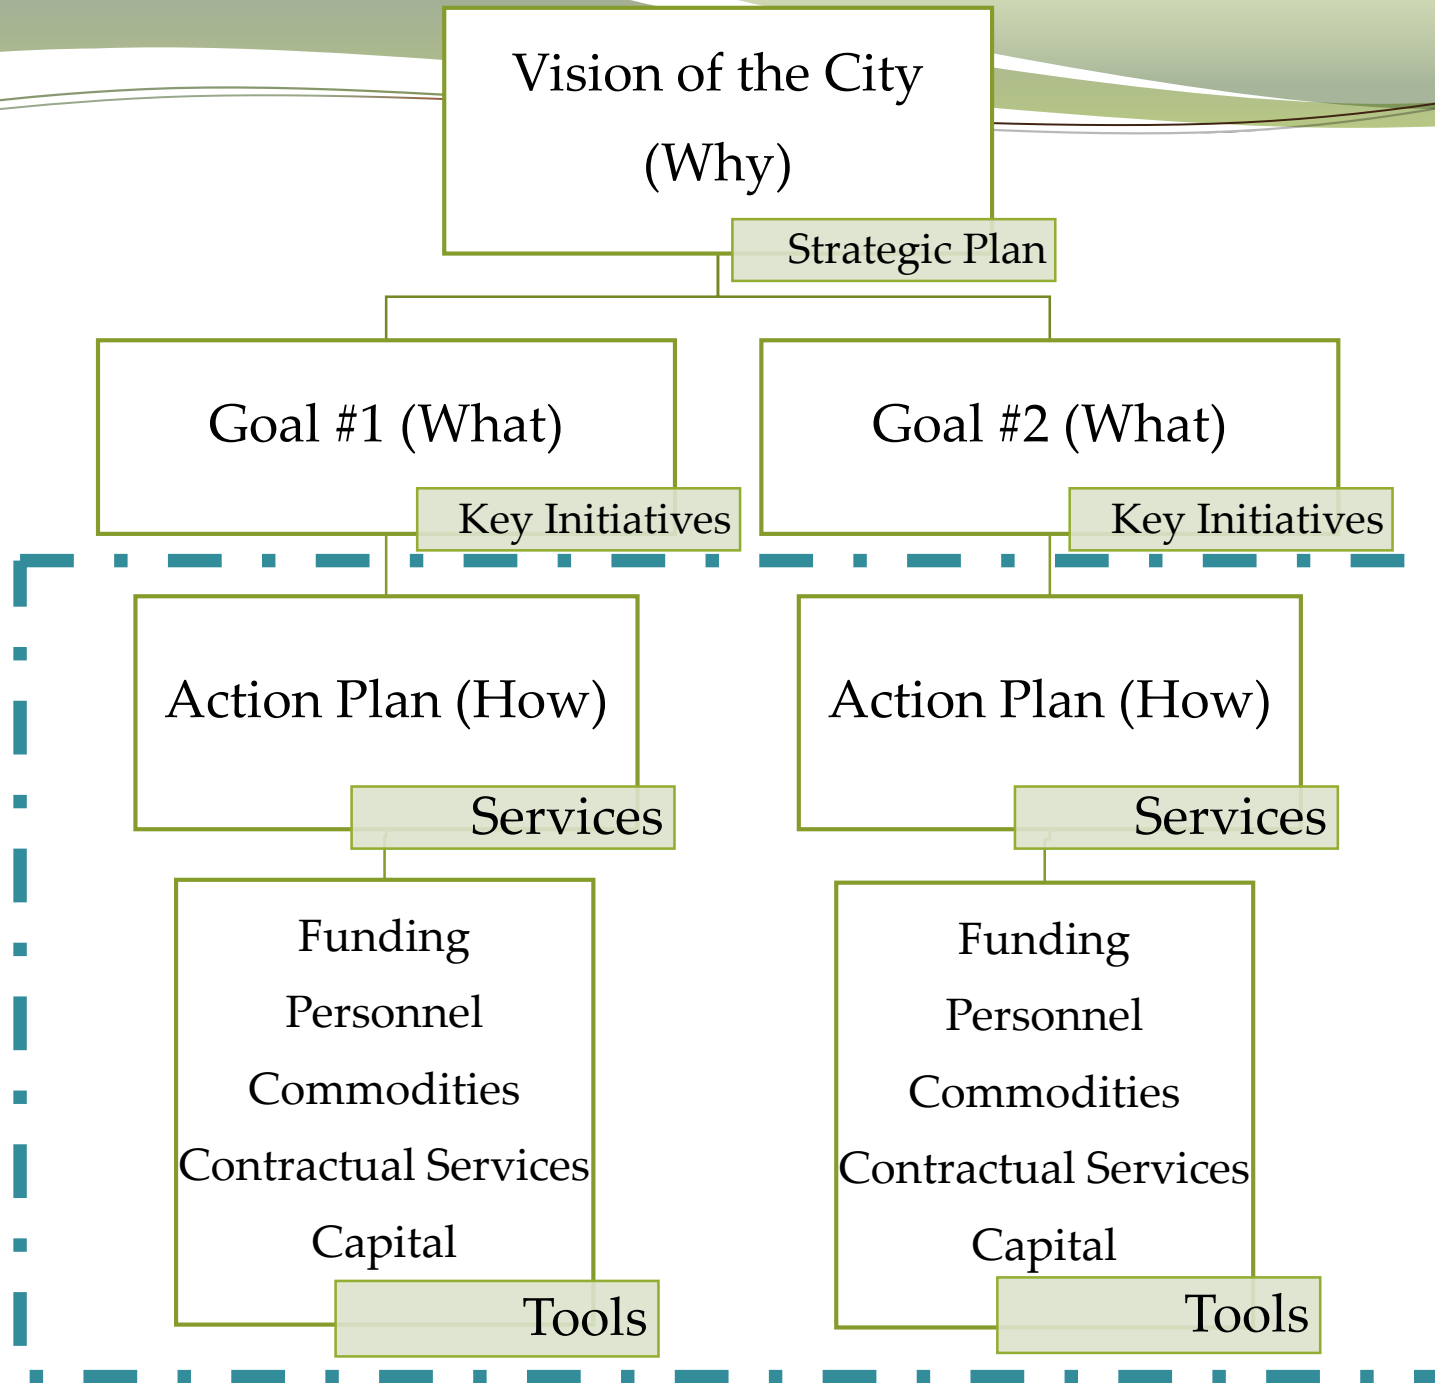 Vision of the City
(Why)
Strategic Plan
Goal #1 (What)
Key Initiatives
Goal #2 (What)
Key Initiatives
Action Plan (How)
Services
Action Plan (How)
Services
Funding
Personnel
Commodities
Contractual Services
Capital
Tools
Funding
Personnel
Commodities
Contractual Services
Capital
Tools